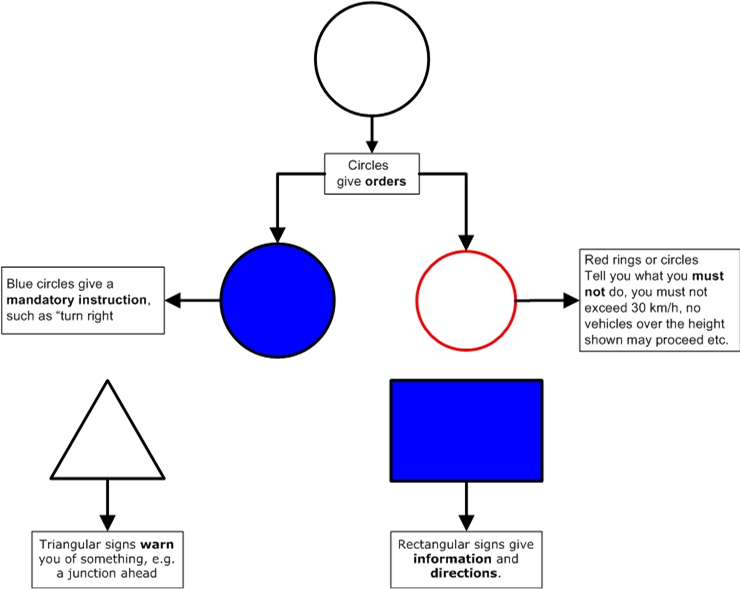 Circles
give orders
Blue circles give a
mandatory instruction,
such as “turn right
Red rings or circles
Tell you what you must
not do, you must not
exceed 30 km/h, no
vehicles over the height
shown may proceed etc.
Triangular signs warn
you of something, e.g.
a junction ahead
Rectangular signs give
information and
directions.